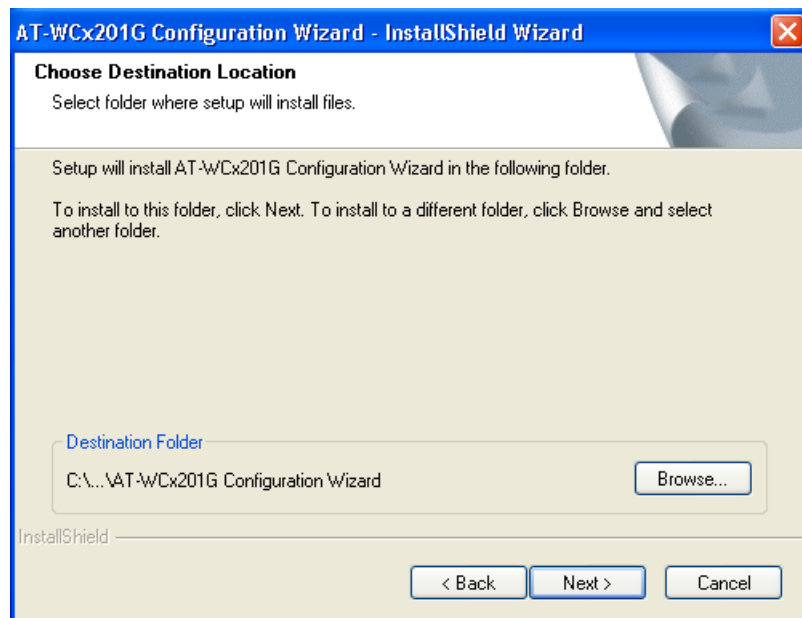 AT-WCx201G Configuration Wizard - InstallShield Wizard
Choose Destination Location
Select folder where setup will install files.
Setup will install AT-WCx201G Configuration Wizard in the following folder.
To install to this folder, click Next. To install to a different folder, click Browse and select
another folder.
Destination Folder
C:\...\AT-WCx201G Configuration Wizard
Browse...
InstallShield
< Back
Next >
Cancel